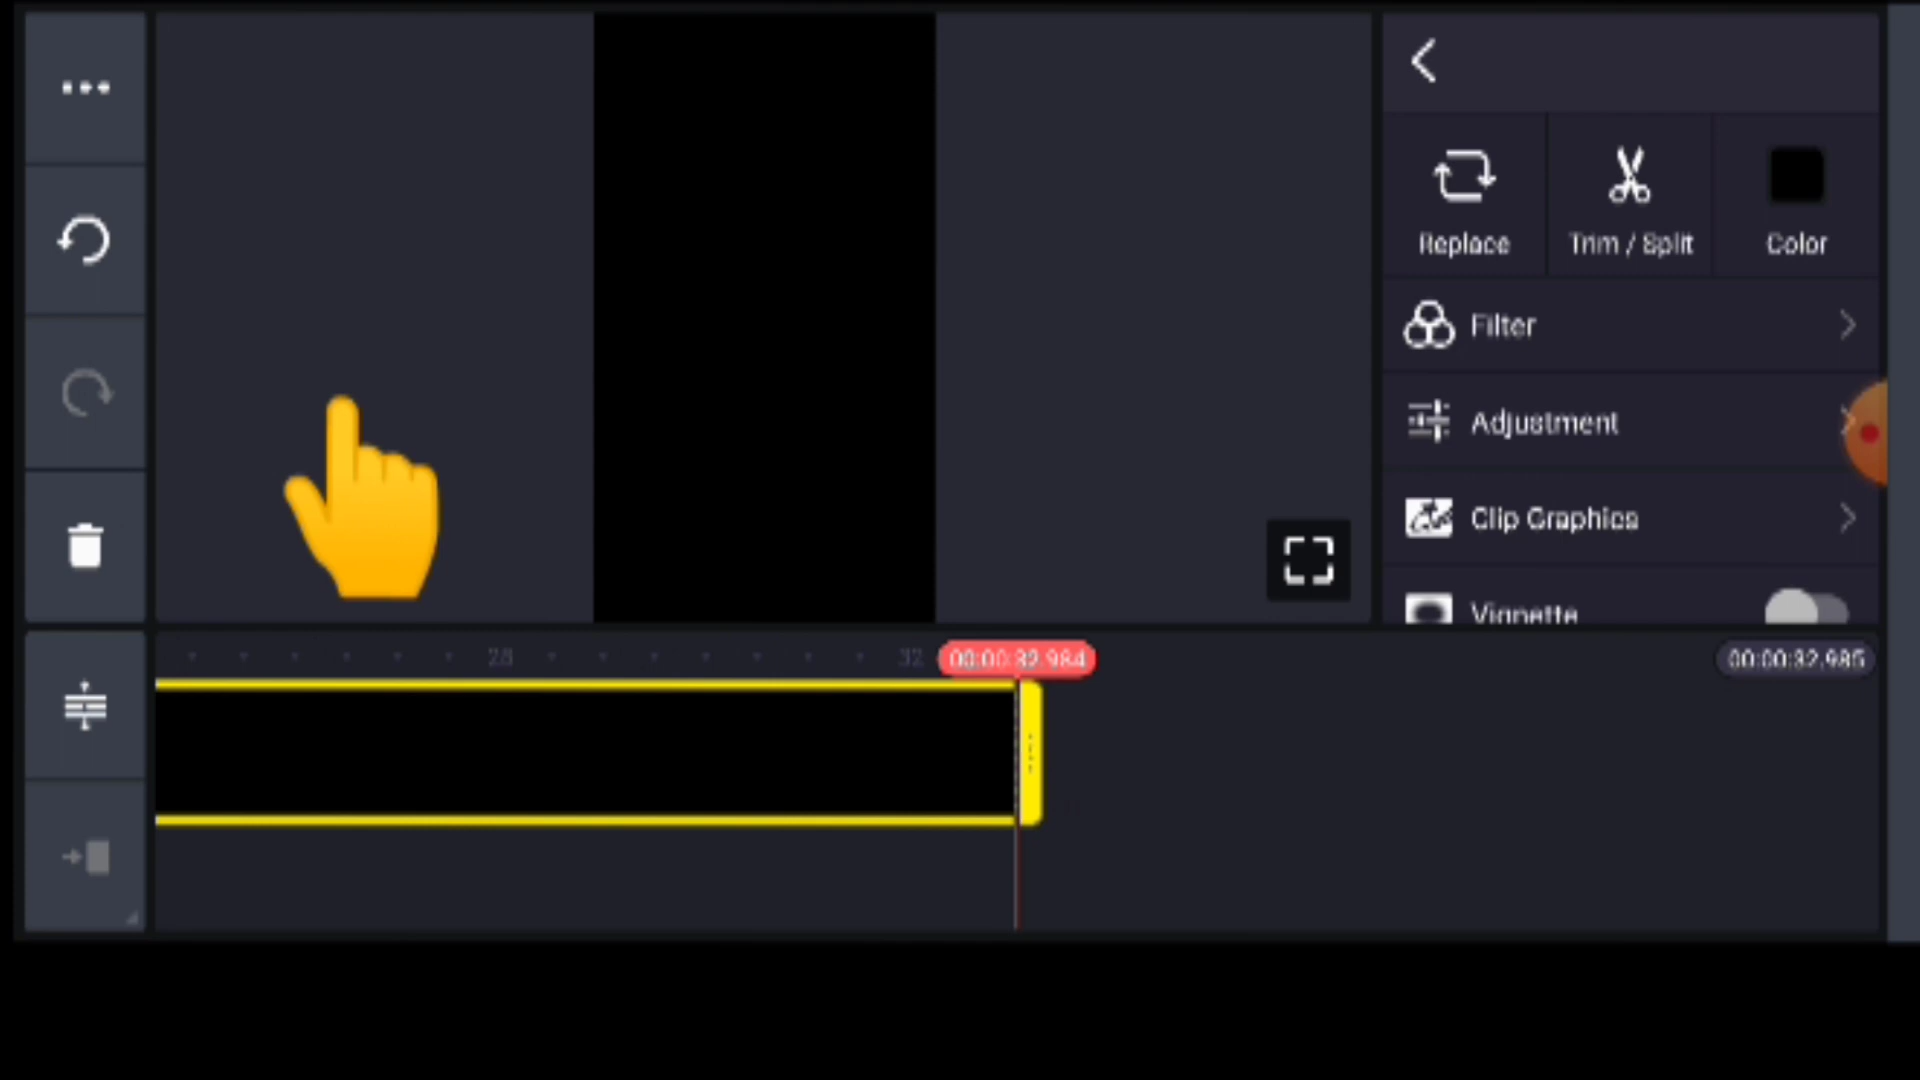 Replace
Trim / Split
Color
Filter
Adjustment
Clip Graphics
Vignette
28
32
00:00:32.984
00:00:32.985